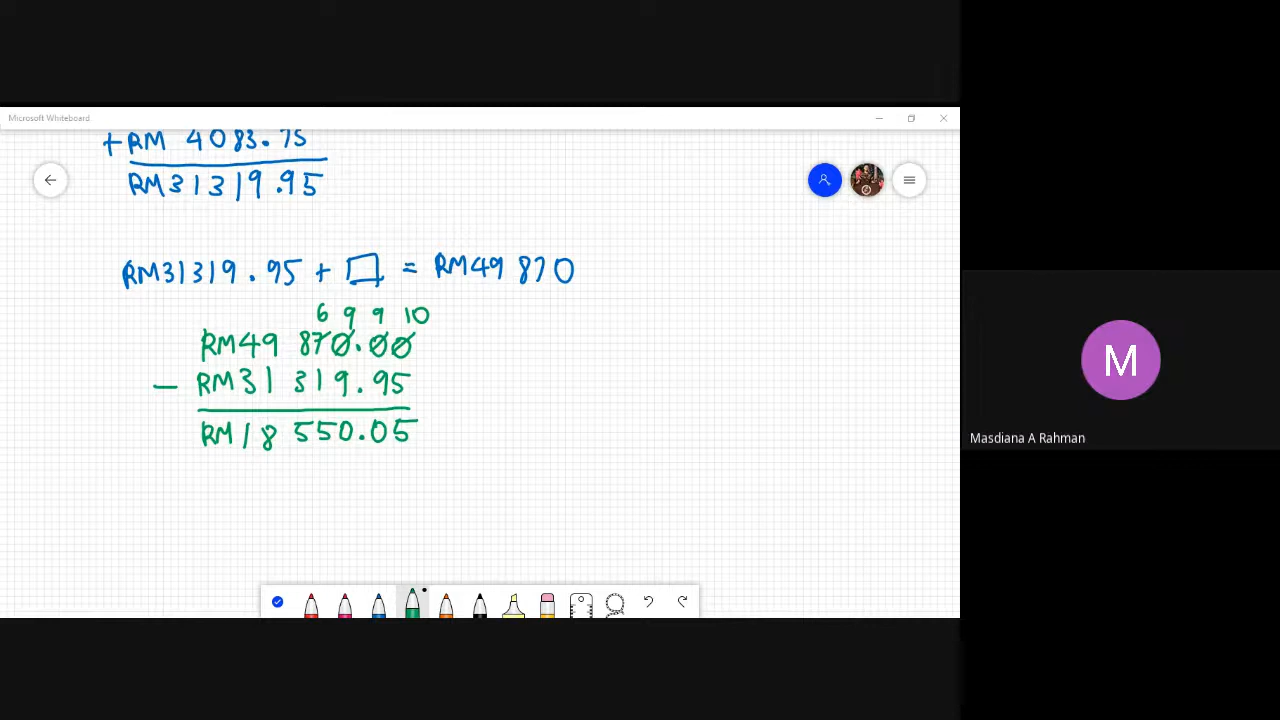 Microsoft Whiteboard
+RM 4083.75
RM31319.95
RM31319.95 + □ = RM49 870
6 9 9 10
RM49 870.00
- RM31 319.95
RM18 550.05
M
Masdiana A Rahman